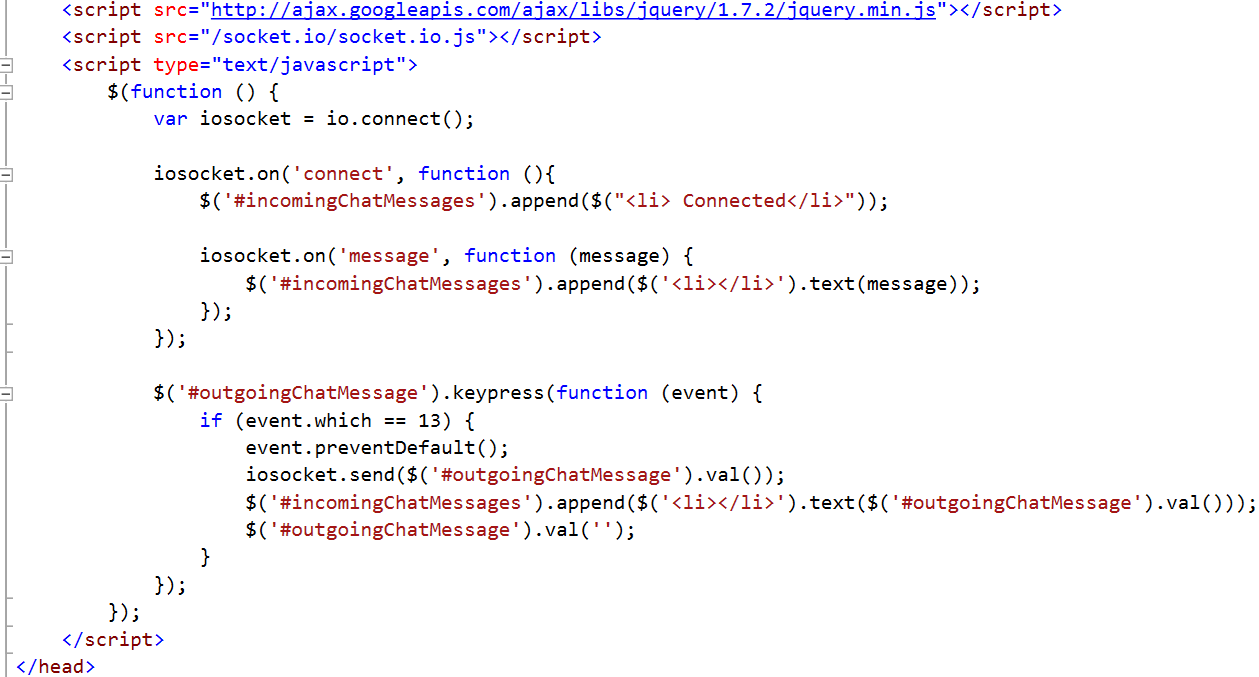 <script src="http://ajax.googleapis.com/ajax/libs/jquery/1.7.2/jquery.min.js"></script>
<script src="/socket.io/socket.io.js"></script>
<script type="text/javascript">
$(function () {
var iosocket = io.connect();
iosocket.on('connect', function (){
$('#incomingChatMessages').append($("<li> Connected</li>"));
iosocket.on('message', function (message) {
$('#incomingChatMessages').append($('<li></li>').text(message));
});
});
$('#outgoingChatMessage').keypress(function (event) {
if (event.which == 13) {
event.preventDefault();
iosocket.send($('#outgoingChatMessage').val());
$('#incomingChatMessages').append($('<li></li>').text($('#outgoingChatMessage').val()));
$('#outgoingChatMessage').val('');
}
});
});
</script>
</head>